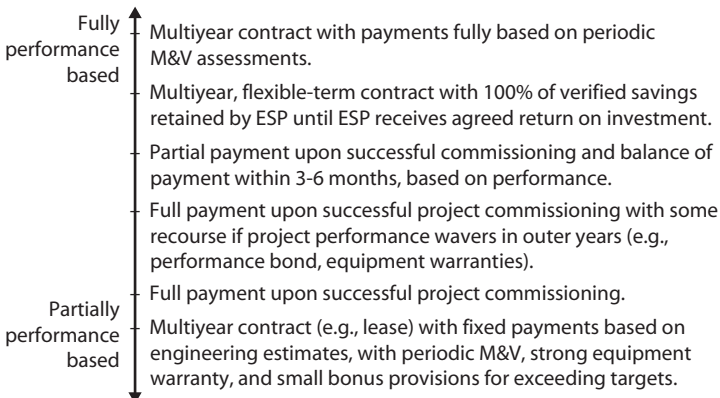 Fully
performance
based
Multiyear contract with payments fully based on periodic
M&V assessments.
Multiyear, flexible-term contract with 100% of verified savings
retained by ESP until ESP receives agreed return on investment.
Partial payment upon successful commissioning and balance of
payment within 3-6 months, based on performance.
Full payment upon successful project commissioning with some
recourse if project performance wavers in outer years (e.g.,
performance bond, equipment warranties).
Full payment upon successful project commissioning.
Partially
performance
based
Multiyear contract (e.g., lease) with fixed payments based on
engineering estimates, with periodic M&V, strong equipment
warranty, and small bonus provisions for exceeding targets.